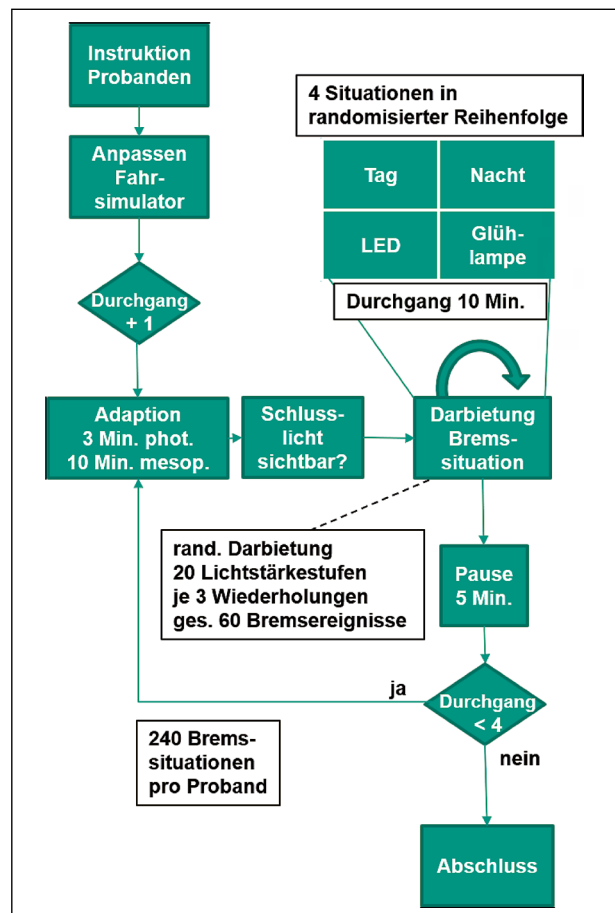 Instruktion
Probanden
4 Situationen in
randomisierter Reihenfolge
Anpassen
Fahr-
simulator
Tag
Nacht
LED
Glüh-
lampe
Durchgang
+ 1
Durchgang 10 Min.
Adaption
3 Min. phot.
10 Min. mesop.
Schluss-
licht
sichtbar?
Darbietung
Brems-
situation
rand. Darbietung
20 Lichtstärkestufen
je 3 Wiederholungen
ges. 60 Bremsereignisse
Pause
5 Min.
ja
Durchgang
< 4
nein
240 Brems-
situationen
pro Proband
Abschluss